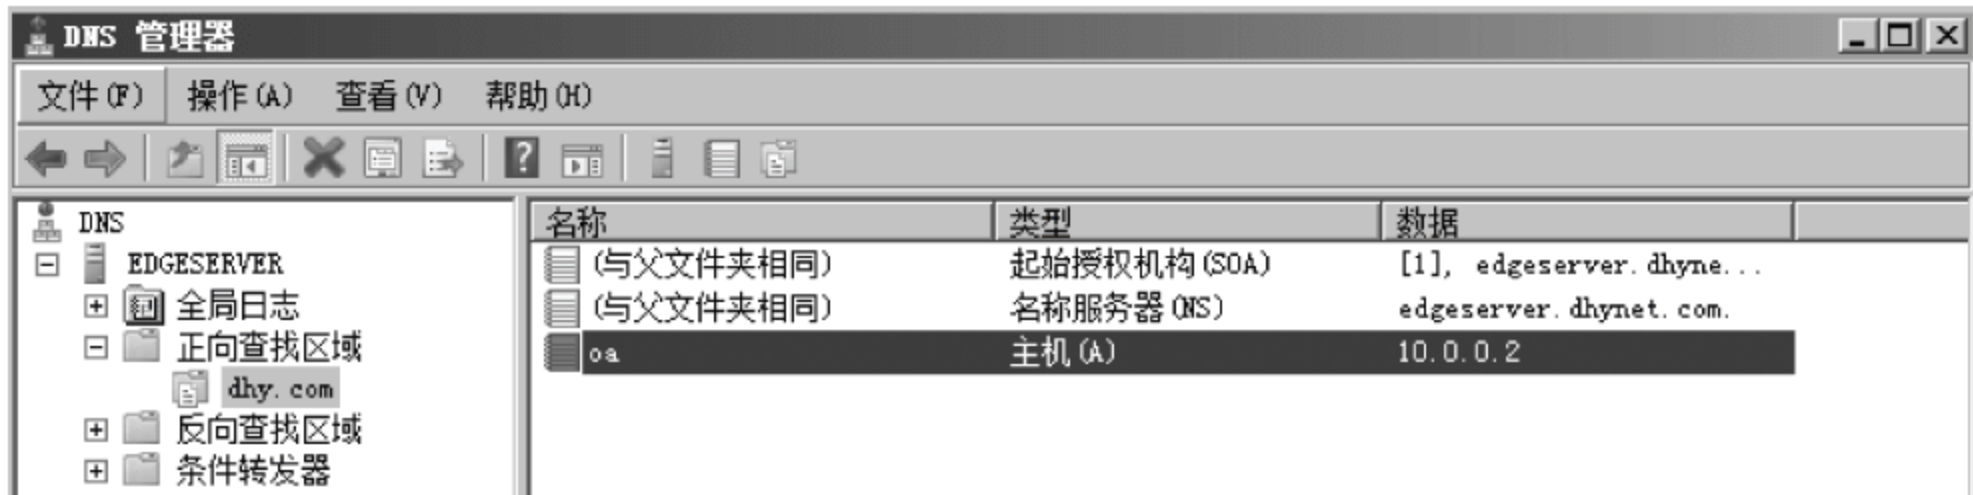 DNS 管理器
文件(F) 操作(A) 查看(V) 帮助(H)
DNS
EDGESERVER
全局日志
正向查找区域
dhy.com
反向查找区域
条件转发器
名称 类型 数据
(与父文件夹相同) 起始授权机构(SOA) [1], edgeserver.dhyne...
(与父文件夹相同) 名称服务器(NS) edgeserver.dhynet.com.
oa 主机(A) 10.0.0.2